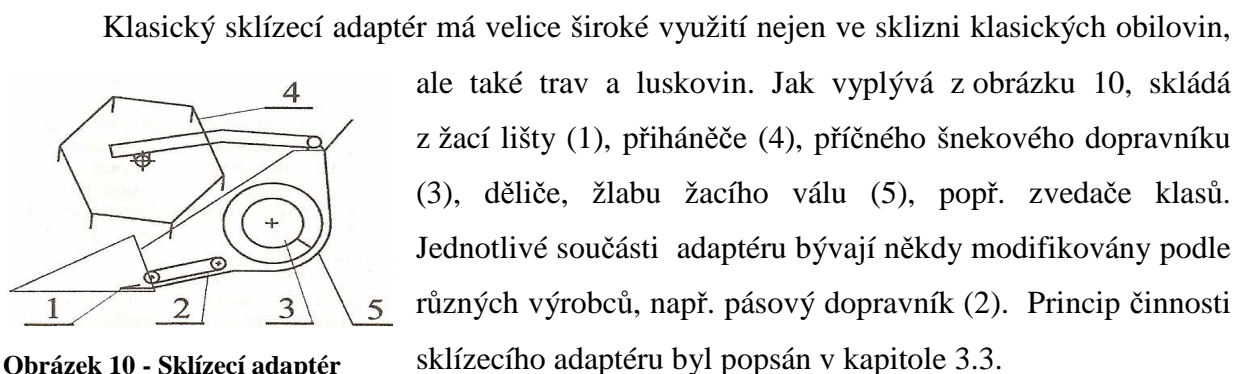 Klasický sklízecí adaptér má velice široké využití nejen ve sklizni klasických obilovin,
ale také trav a luskovin. Jak vyplývá z obrázku 10, skládá
z žací lišty (1), přiháněče (4), příčného šnekového dopravníku
(3), děliče, žlabu žacího válu (5), popř. zvedače klasů.
Jednotlivé součásti adaptéru bývají někdy modifikovány podle
různých výrobců, např. pásový dopravník (2). Princip činnosti
sklízecího adaptéru byl popsán v kapitole 3.3.
4
1 2 3 5
Obrázek 10 - Sklízecí adaptér